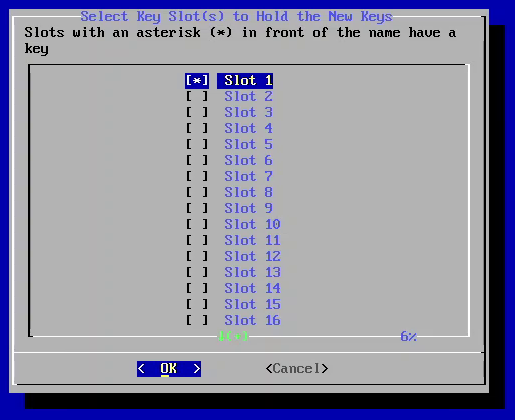 Select Key Slot(s) to Hold the New Keys
Slots with an asterisk (*) in front of the name have a
key
[*] Slot 1
[ ] Slot 2
[ ] Slot 3
[ ] Slot 4
[ ] Slot 5
[ ] Slot 6
[ ] Slot 7
[ ] Slot 8
[ ] Slot 9
[ ] Slot 10
[ ] Slot 11
[ ] Slot 12
[ ] Slot 13
[ ] Slot 14
[ ] Slot 15
[ ] Slot 16
↓(+) 6%
< OK > <Cancel>